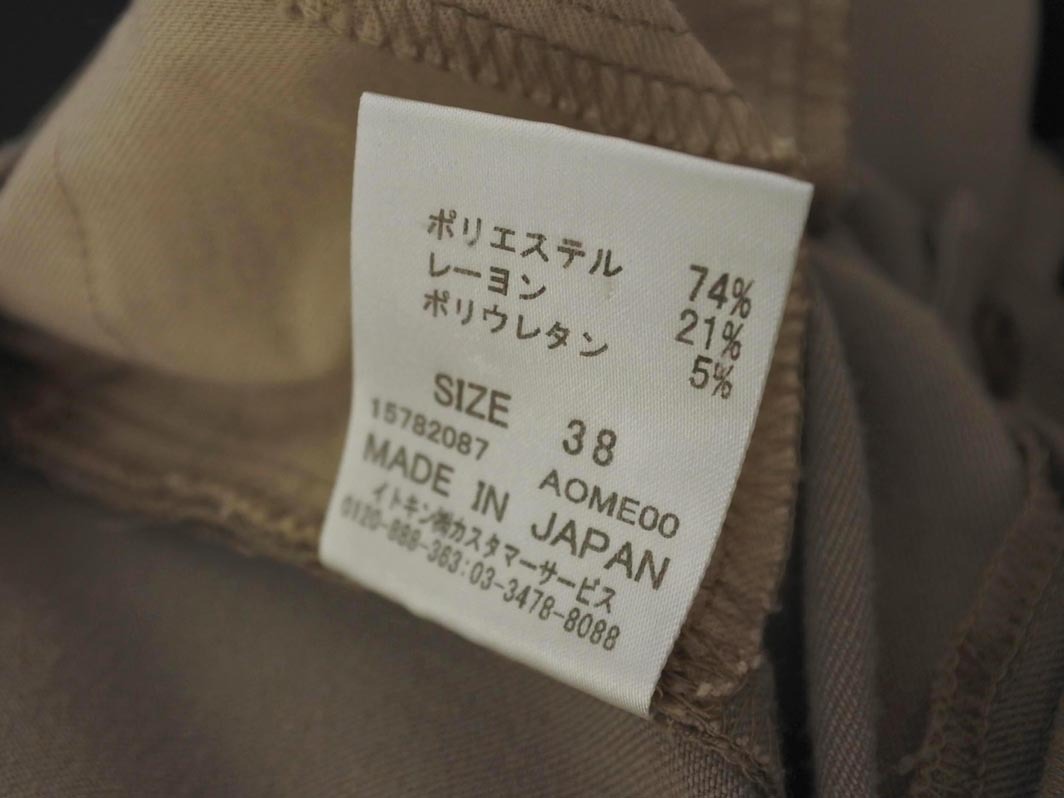 ポリエステル 74%
レーヨン 21%
ポリウレタン 5%
SIZE 38
15782087 AOME00
MADE IN JAPAN
イトキン㈱カスタマーサービス
0120-888-363:03-3478-8088